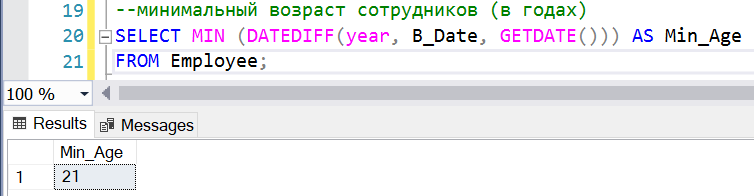 19 --минимальный возраст сотрудников (в годах)
20 SELECT MIN (DATEDIFF(year, B_Date, GETDATE())) AS Min_Age
21 FROM Employee;
100 %
Results Messages
Min_Age
1 21